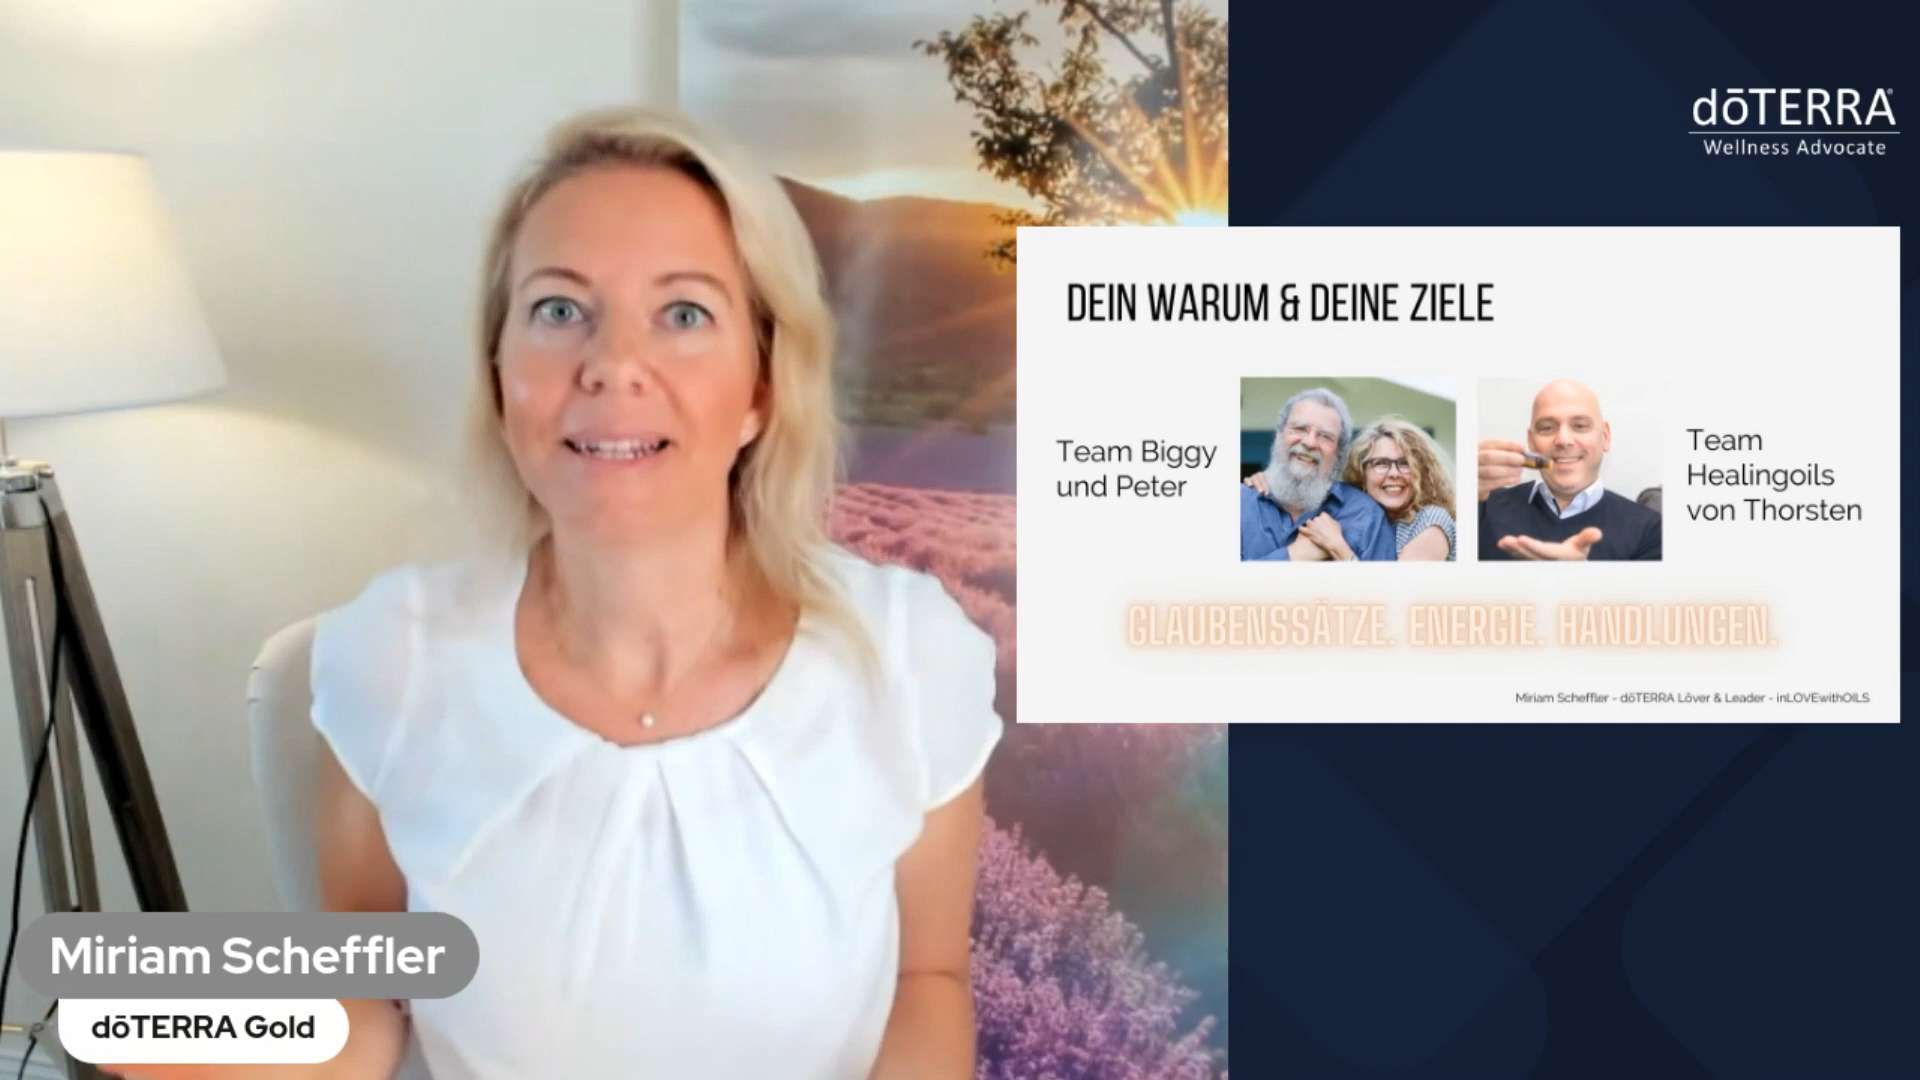 dōTERRA®
Wellness Advocate
DEIN WARUM & DEINE ZIELE
Team Biggy
und Peter
Team
Healingoils
von Thorsten
GLAUBENSSÄTZE. ENERGIE. HANDLUNGEN.
Miriam Scheffler - dōTERRA Lōver & Leader - inLOVEwithOILS
Miriam Scheffler
dōTERRA Gold